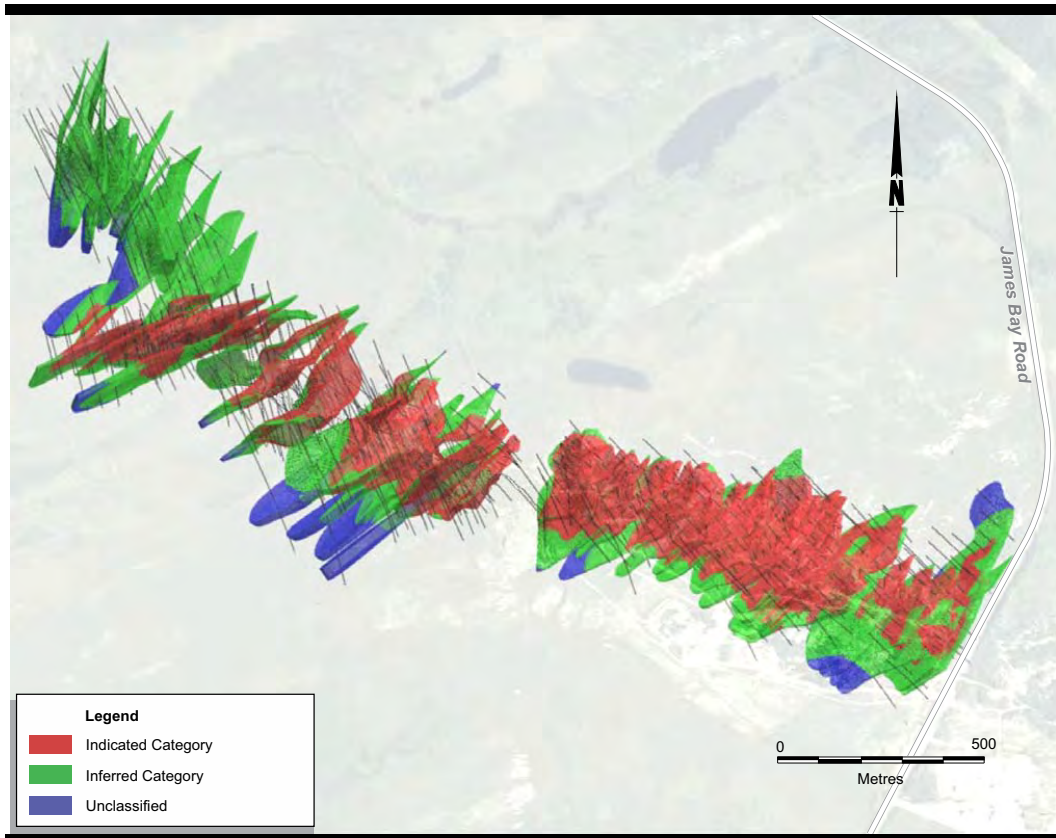 N
James Bay Road
Legend
Indicated Category
Inferred Category
Unclassified
0 500
Metres